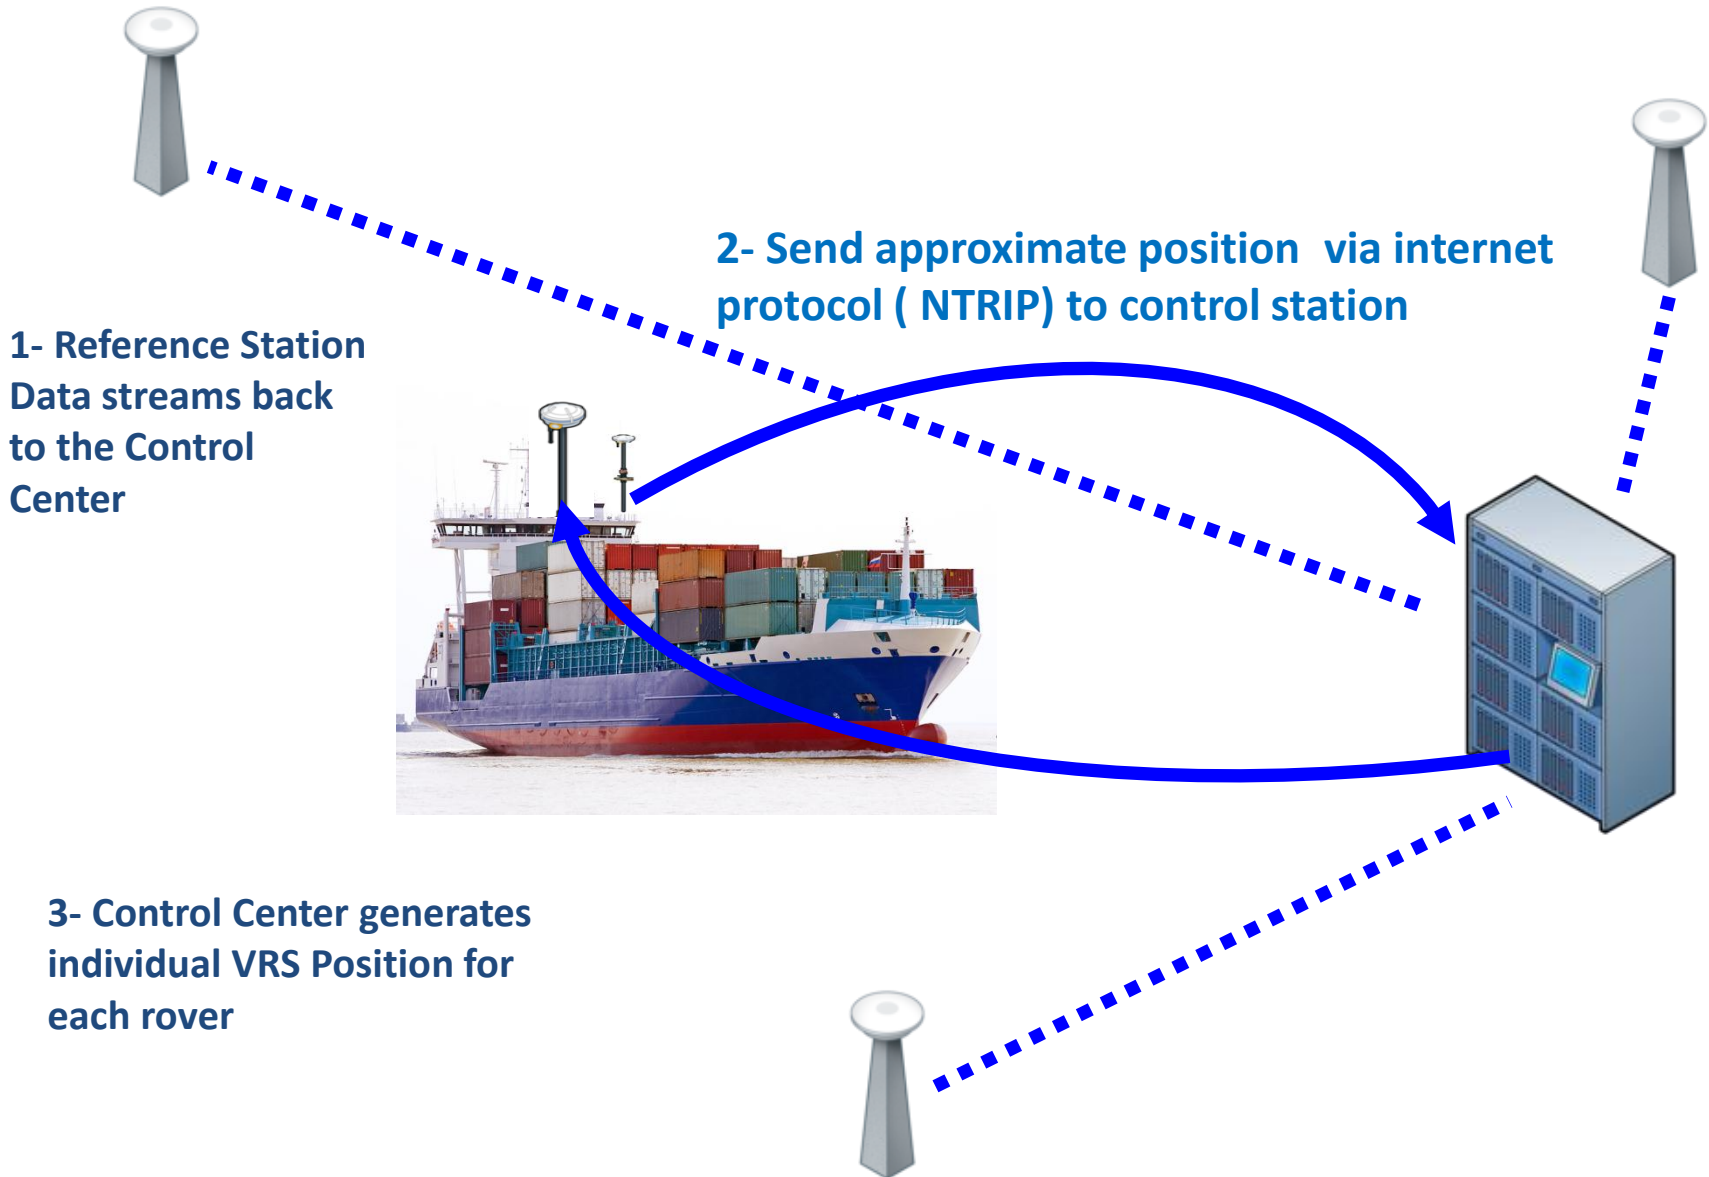 2- Send approximate position  via internet
protocol ( NTRIP) to control station
1- Reference Station
Data streams back
to the Control
Center
3- Control Center generates
individual VRS Position for
each rover